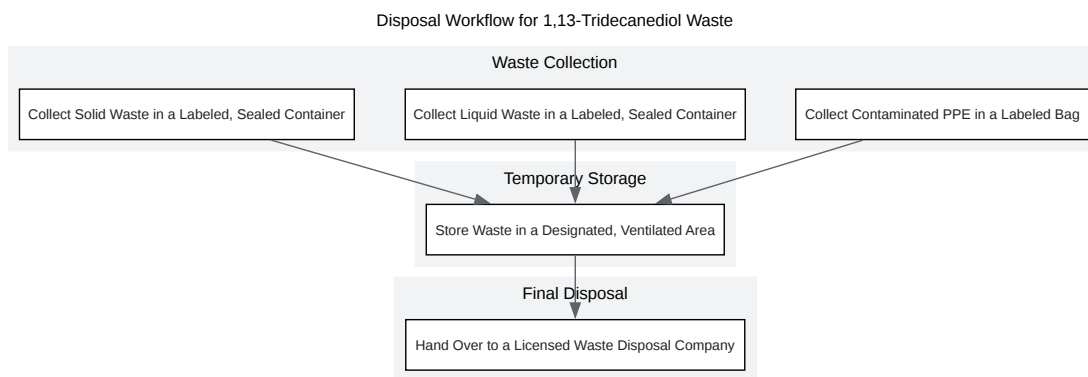 Disposal Workflow for 1,13-Tridecanediol Waste
Waste Collection
Collect Solid Waste in a Labeled, Sealed Container
Collect Liquid Waste in a Labeled, Sealed Container
Collect Contaminated PPE in a Labeled Bag
Temporary Storage
Store Waste in a Designated, Ventilated Area
Final Disposal
Hand Over to a Licensed Waste Disposal Company